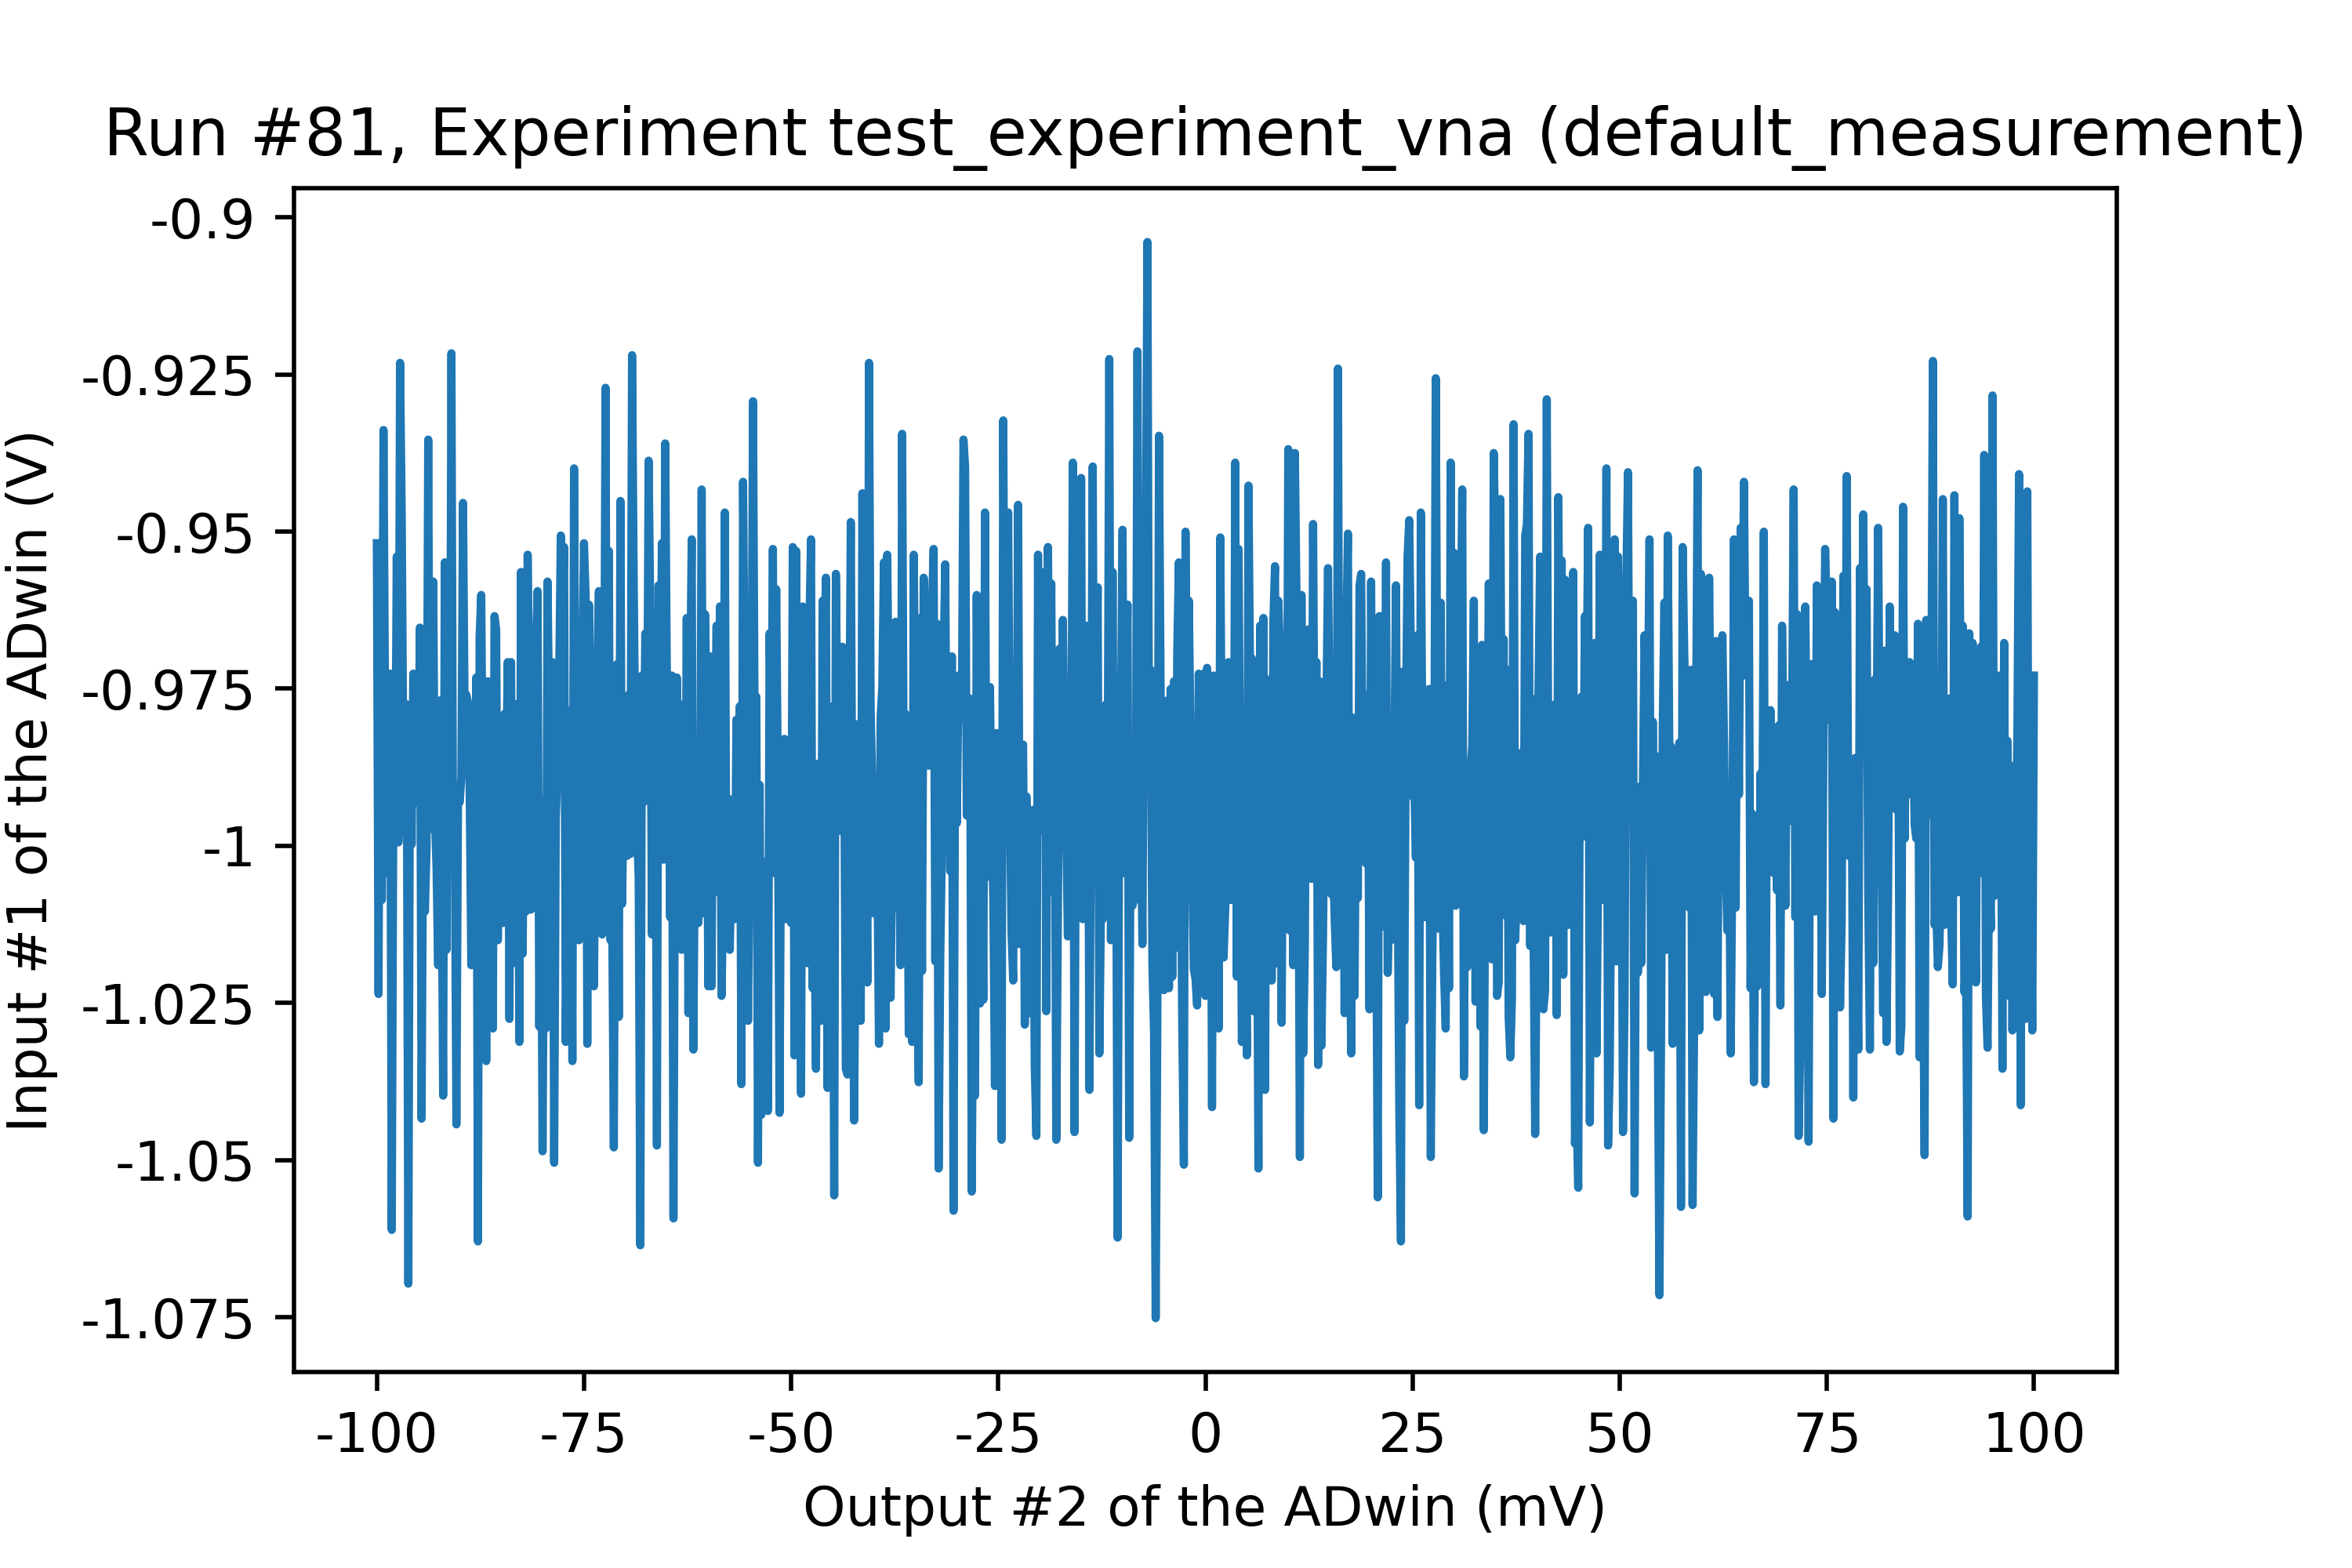 Run #81, Experiment test_experiment_vna (default_measurement)
-0.9
-0.925
-0.95
-0.975
-1
-1.025
-1.05
-1.075
Input #1 of the ADwin (V)
-100 -75 -50 -25 0 25 50 75 100
Output #2 of the ADwin (mV)